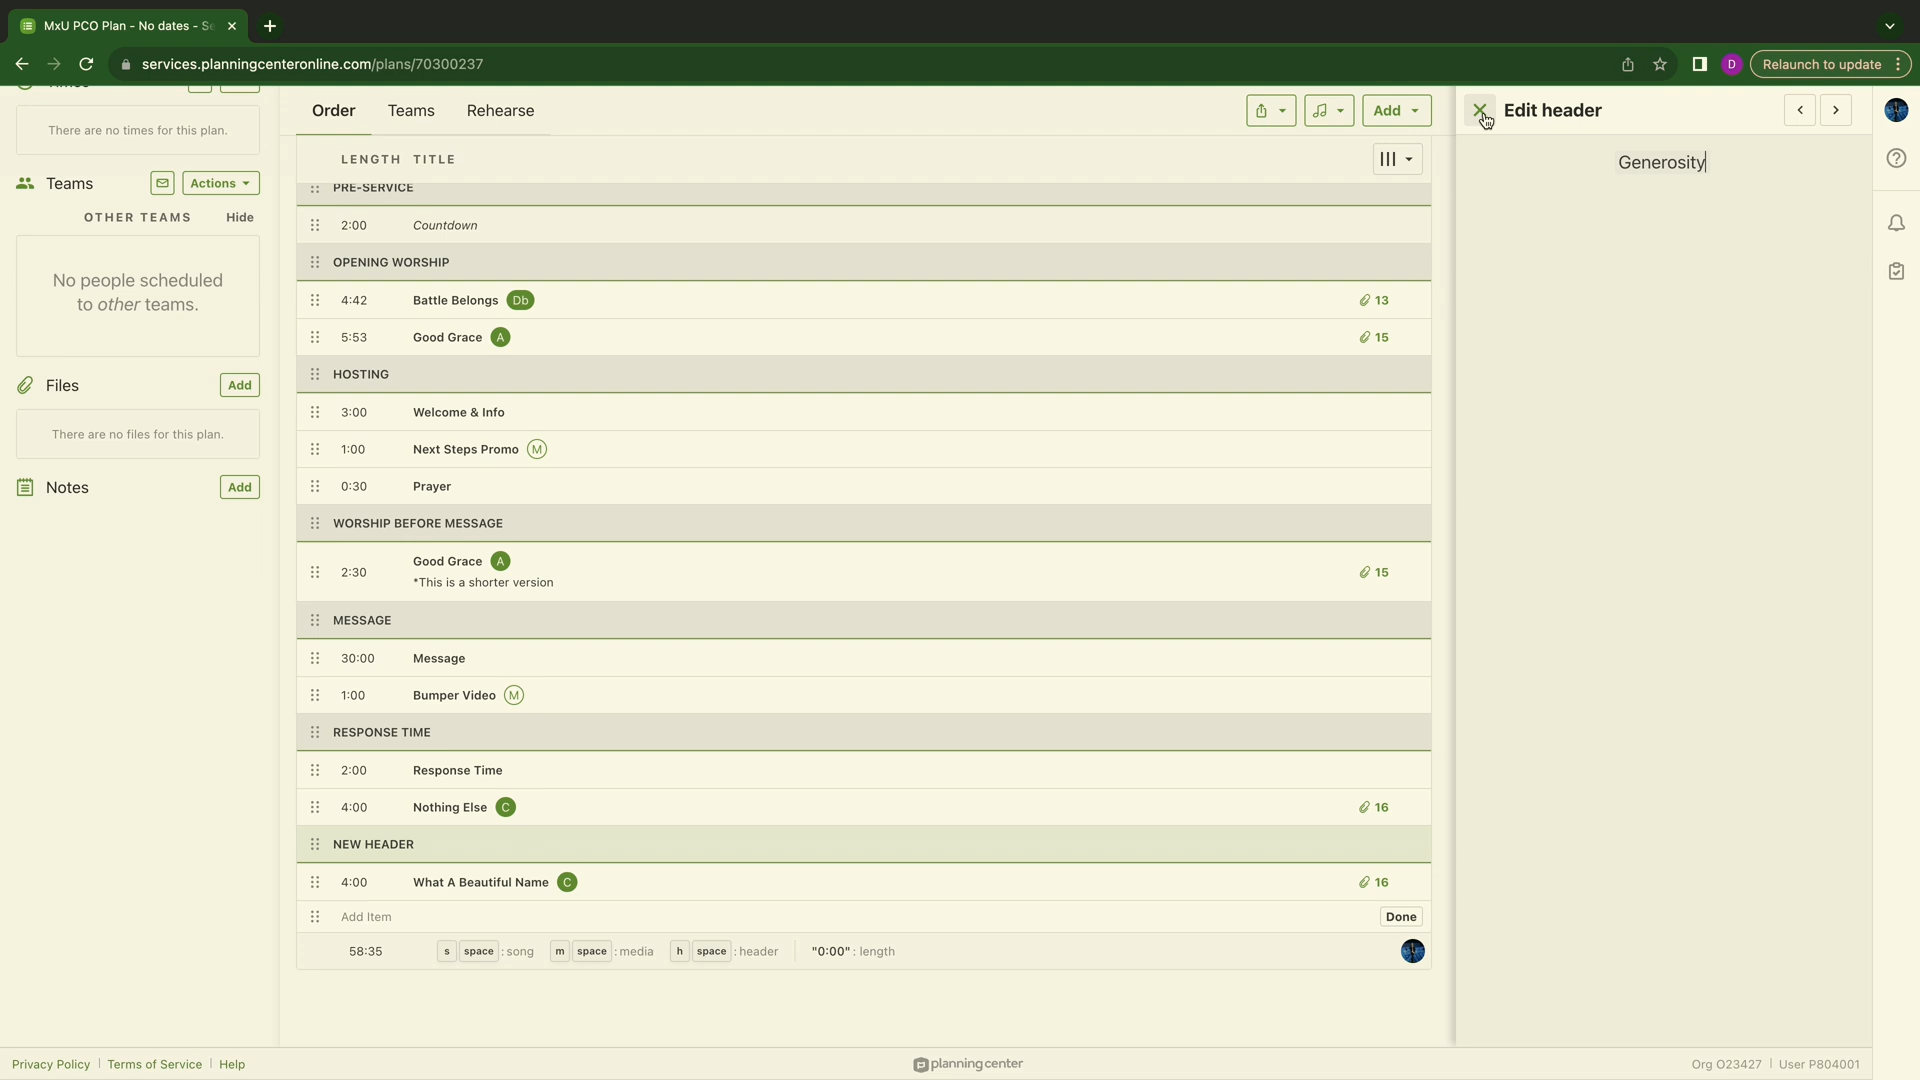 MxU PCO Plan - No dates - Se
services.planningcenteronline.com/plans/70300237
D
Relaunch to update
Times
There are no times for this plan.
Teams
Actions
OTHER TEAMS
Hide
No people scheduled
to other teams.
Files
Add
There are no files for this plan.
Notes
Add
Order
Teams
Rehearse
Add
LENGTH TITLE
PRE-SERVICE
2:00 Countdown
OPENING WORSHIP
4:42 Battle Belongs Db 13
5:53 Good Grace A 15
HOSTING
3:00 Welcome & Info
1:00 Next Steps Promo M
0:30 Prayer
WORSHIP BEFORE MESSAGE
2:30 Good Grace A 15
*This is a shorter version
MESSAGE
30:00 Message
1:00 Bumper Video M
RESPONSE TIME
2:00 Response Time
4:00 Nothing Else C 16
NEW HEADER
4:00 What A Beautiful Name C 16
Add Item
Done
58:35 s space : song m space : media h space : header "0:00" : length
Edit header
Generosity
Privacy Policy Terms of Service Help
planning center
Org O23427 User P804001